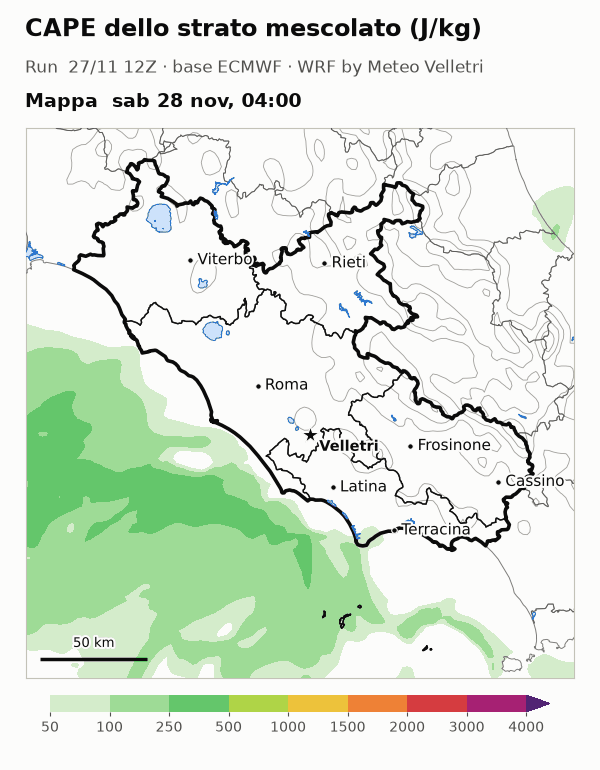 CAPE dello strato mescolato (J/kg)
Run  27/11 12Z · base ECMWF · WRF by Meteo Velletri
Mappa  sab 28 nov, 04:00
Viterbo
Rieti
Roma
Velletri
Frosinone
Cassino
Latina
Terracina
50 km
50 100 250 500 1000 1500 2000 3000 4000